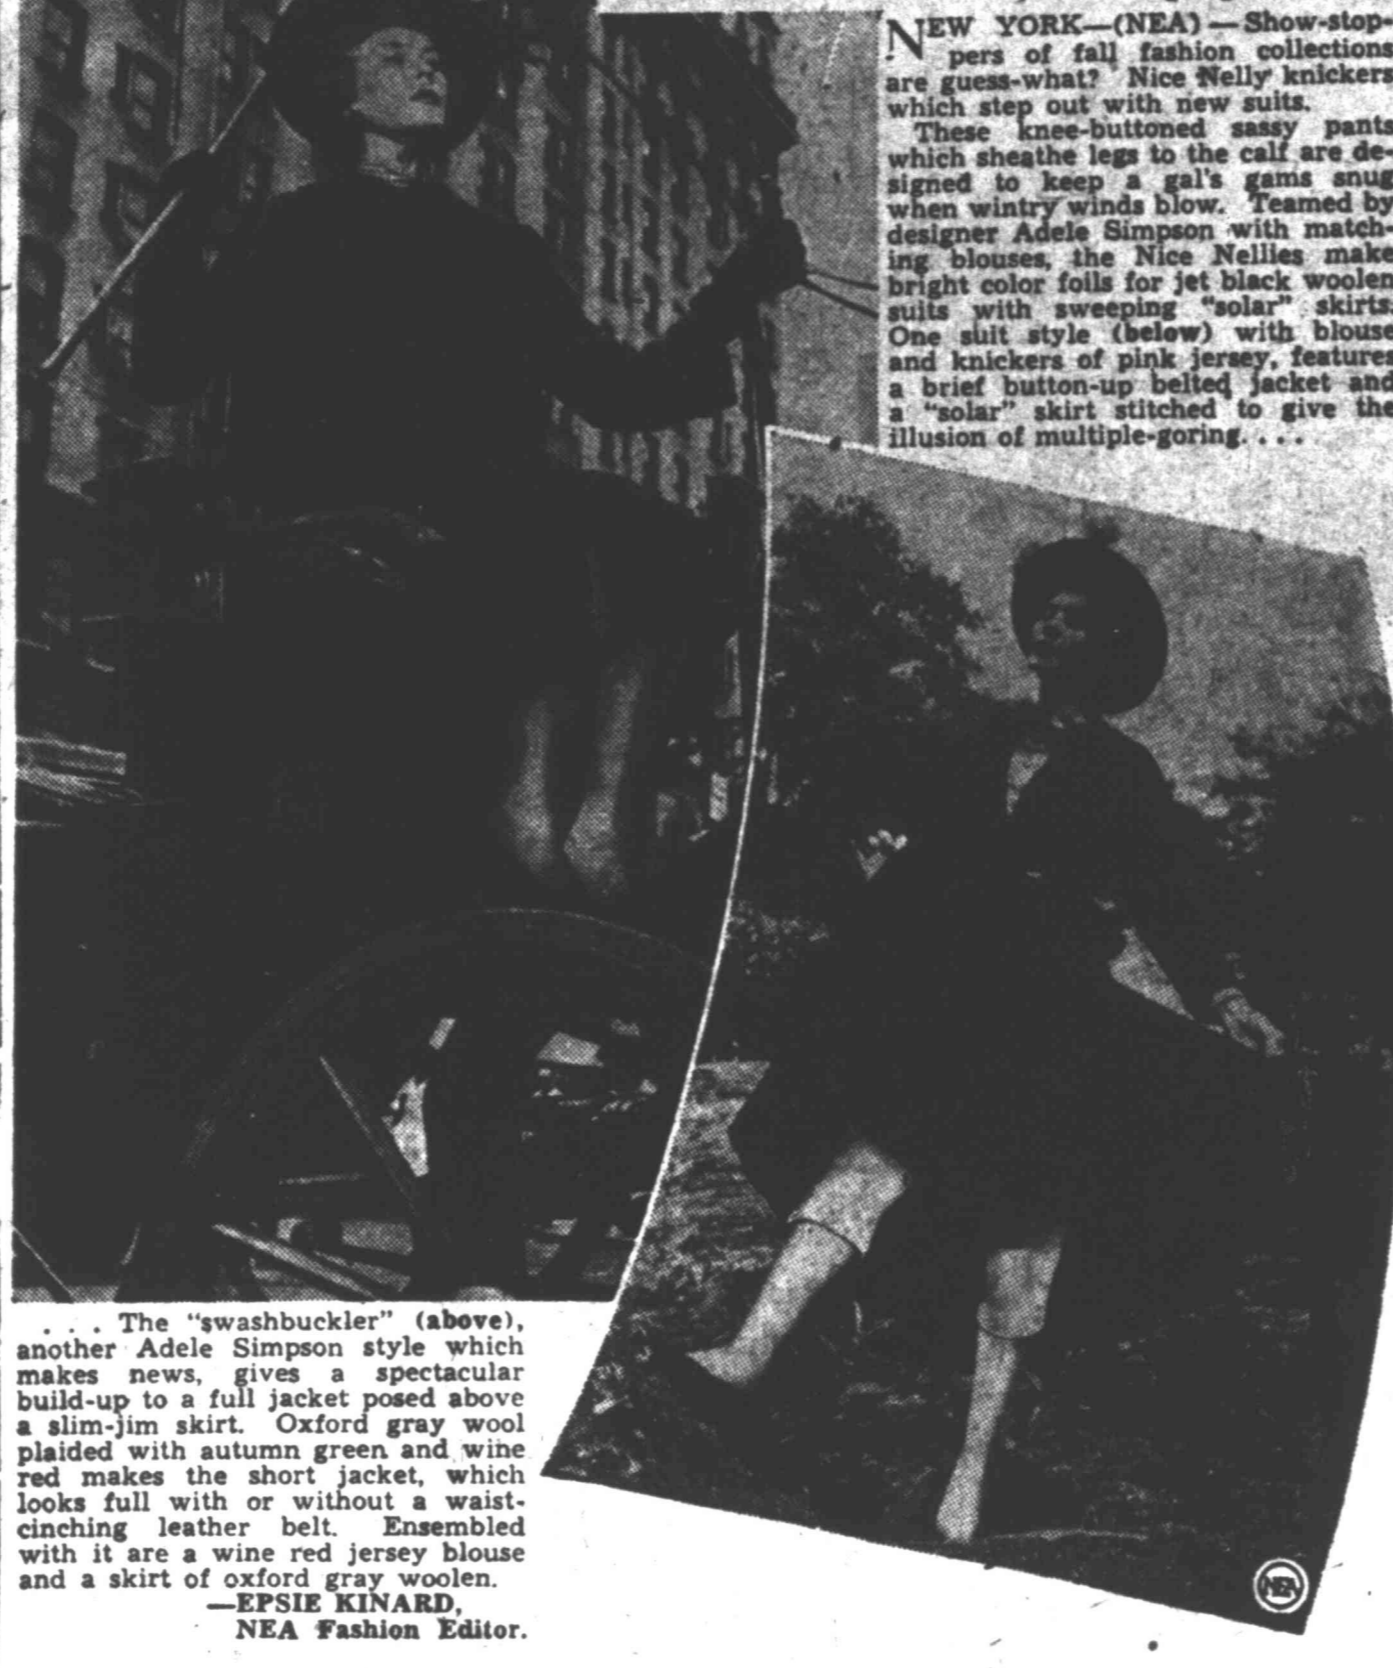 NEW YORK—(NEA)—Show-stop-
pers of fall fashion collections
are guess-what? Nice Nelly knickers
which step out with new suits.
These knee-buttoned sassy pants
which sheathe legs to the calf are de-
signed to keep a gal's gams snug
when wintry winds blow. Teamed by
designer Adele Simpson with match-
ing blouses, the Nice Nellies make
bright color foils for jet black woolen
suits with sweeping "solar" skirts.
One suit style (below) with blouse
and knickers of pink jersey, features
a brief button-up belted jacket and
a "solar" skirt stitched to give the
illusion of multiple-goring. . . .
. . . The "swashbuckler" (above),
another Adele Simpson style which
makes news, gives a spectacular
build-up to a full jacket posed above
a slim-jim skirt. Oxford gray wool
plaided with autumn green and wine
red makes the short jacket, which
looks full with or without a waist-
cinching leather belt. Ensembled
with it are a wine red jersey blouse
and a skirt of oxford gray woolen.
—EPSIE KINARD,
NEA Fashion Editor.
NEA